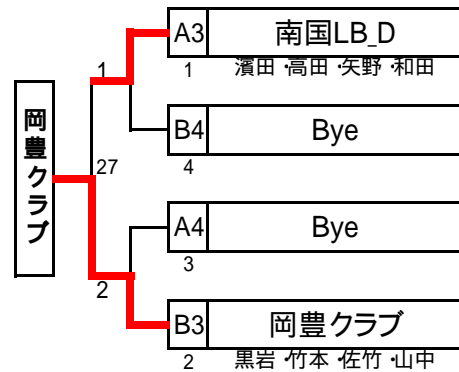 A3 南国LB_D
1 濱田・高田・矢野・和田
1
B4 Bye
4
岡豊クラブ
27
A4 Bye
3
2
B3 岡豊クラブ
2 黒岩・竹本・佐竹・山中